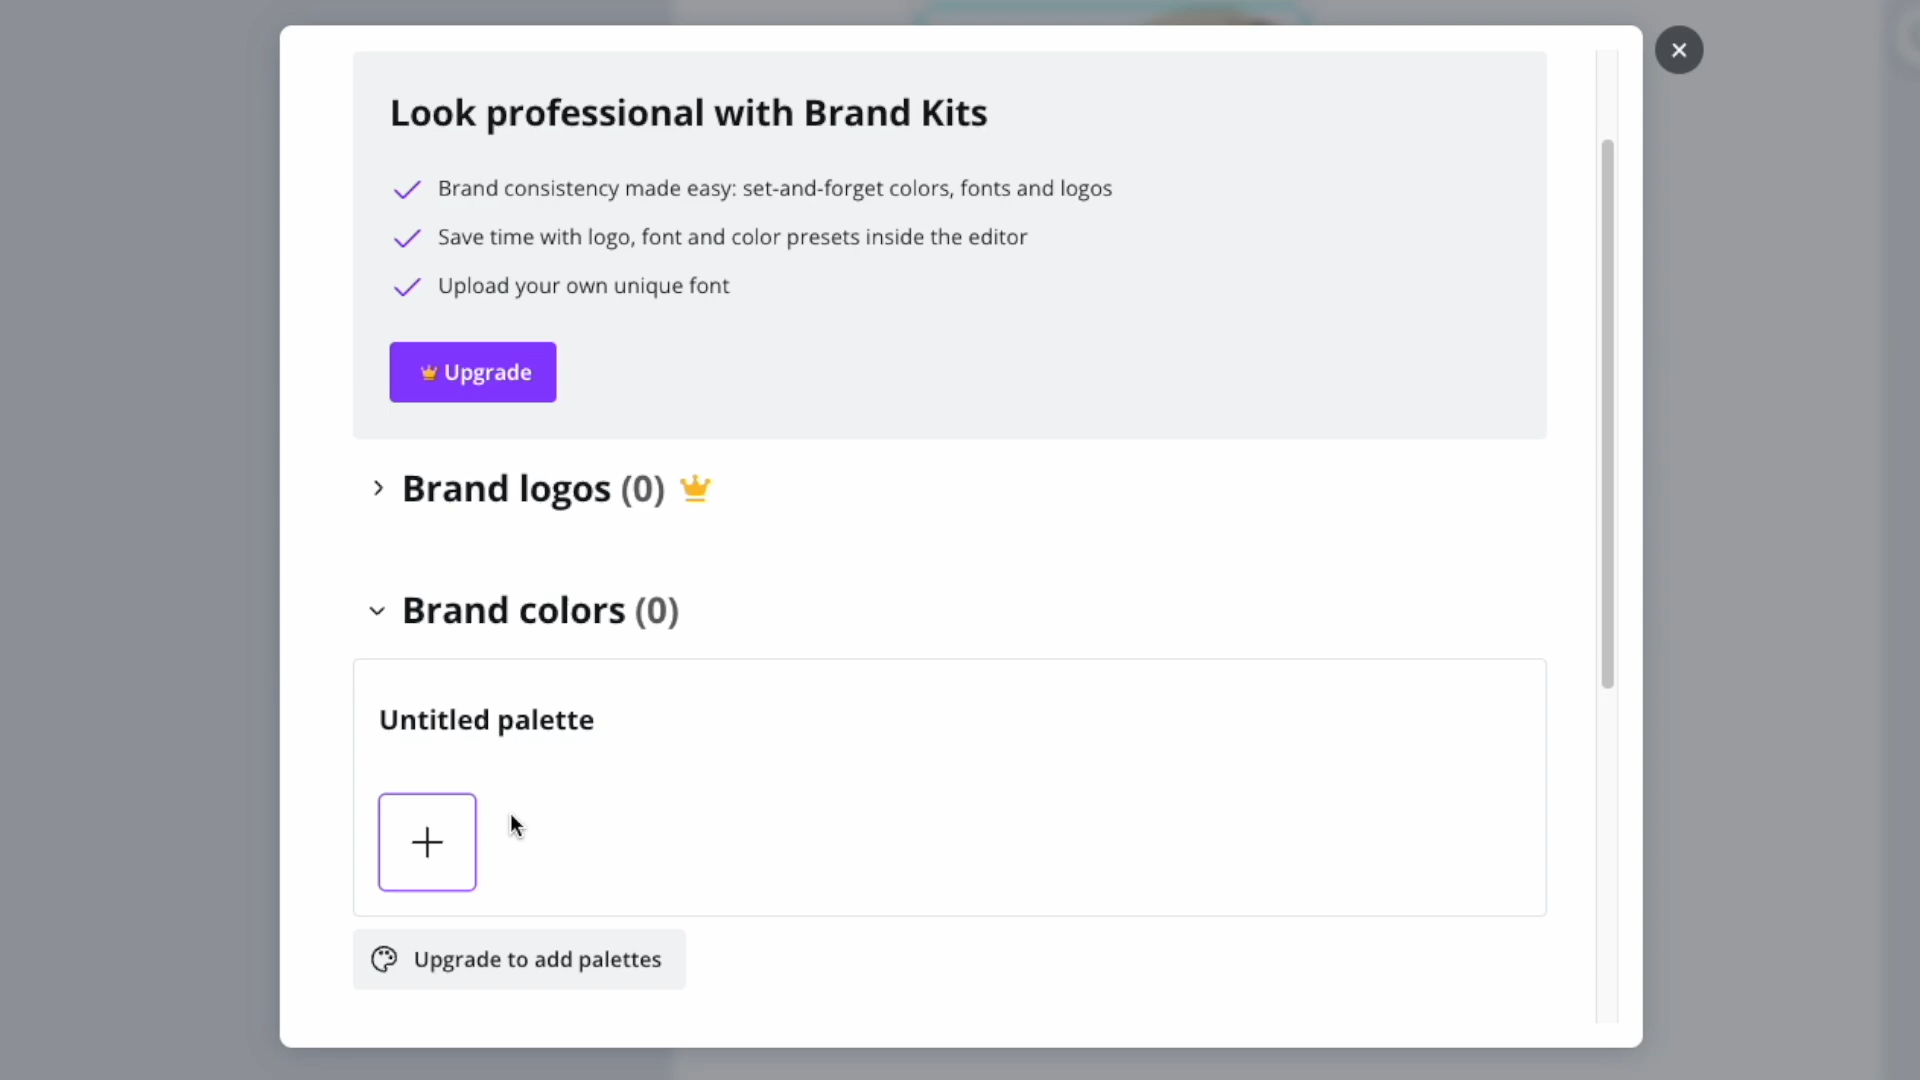 Look professional with Brand Kits
Brand consistency made easy: set-and-forget colors, fonts and logos
Save time with logo, font and color presets inside the editor
Upload your own unique font
Upgrade
Brand logos (0)
Brand colors (0)
Untitled palette
Upgrade to add palettes